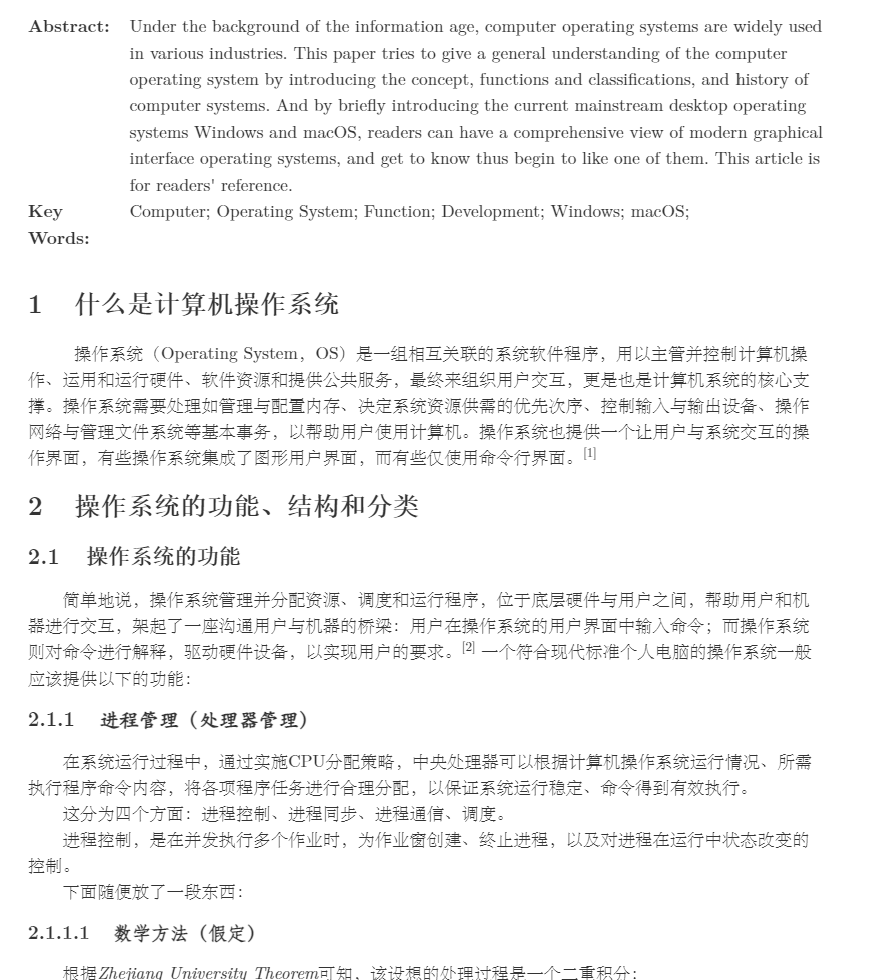 Abstract: Under the background of the information age, computer operating systems are widely used
in various industries. This paper tries to give a general understanding of the computer
operating system by introducing the concept, functions and classifications, and history of
computer systems. And by briefly introducing the current mainstream desktop operating
systems Windows and macOS, readers can have a comprehensive view of modern graphical
interface operating systems, and get to know thus begin to like one of them. This article is
for readers' reference.
Key Words: Computer; Operating System; Function; Development; Windows; macOS;
1 什么是计算机操作系统
操作系统（Operating System，OS）是一组相互关联的系统软件程序，用以主管并控制计算机操
作、运用和运行硬件、软件资源和提供公共服务，最终来组织用户交互，更是也是计算机系统的核心支
撑。操作系统需要处理如管理与配置内存、决定系统资源供需的优先次序、控制输入与输出设备、操作
网络与管理文件系统等基本事务，以帮助用户使用计算机。操作系统也提供一个让用户与系统交互的操
作界面，有些操作系统集成了图形用户界面，而有些仅使用命令行界面。[1]
2 操作系统的功能、结构和分类
2.1 操作系统的功能
简单地说，操作系统管理并分配资源、调度和运行程序，位于底层硬件与用户之间，帮助用户和机
器进行交互，架起了一座沟通用户与机器的桥梁：用户在操作系统的用户界面中输入命令；而操作系统
则对命令进行解释，驱动硬件设备，以实现用户的要求。[2] 一个符合现代标准个人电脑的操作系统一般
应该提供以下的功能：
2.1.1 进程管理（处理器管理）
在系统运行过程中，通过实施CPU分配策略，中央处理器可以根据计算机操作系统运行情况、所需
执行程序命令内容，将各项程序任务进行合理分配，以保证系统运行稳定、命令得到有效执行。
这分为四个方面：进程控制、进程同步、进程通信、调度。
进程控制，是在并发执行多个作业时，为作业窗创建、终止进程，以及对进程在运行中状态改变的
控制。
下面随便放了一段东西：
2.1.1.1 数学方法（假定）
根据Zhejiang University Theorem可知，该设想的处理过程是一个二重积分：